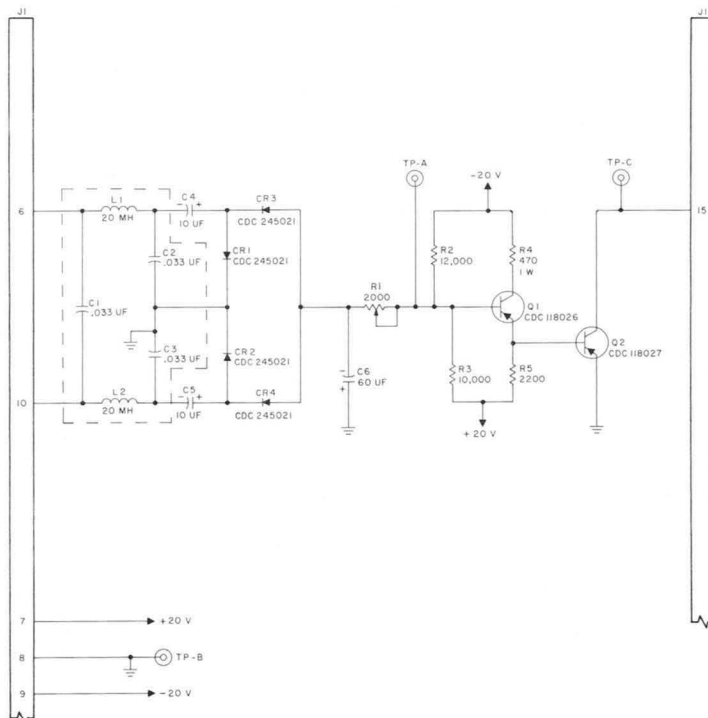 J1
J1
TP-A
TP-C
-20 V
6
L1
20 MH
C4
- +
10 UF
CR3
CDC 245021
15
C2
.033 UF
CR1
CDC 245021
R2
12,000
R4
470
1 W
C1
.033 UF
R1
2000
Q1
CDC 118026
Q2
CDC 118027
C3
.033 UF
CR2
CDC 245021
C6
60 UF
-
+
R3
10,000
R5
2200
10
L2
20 MH
C5
- +
10 UF
CR4
CDC 245021
+20 V
7
+20 V
8
TP-B
9
-20 V